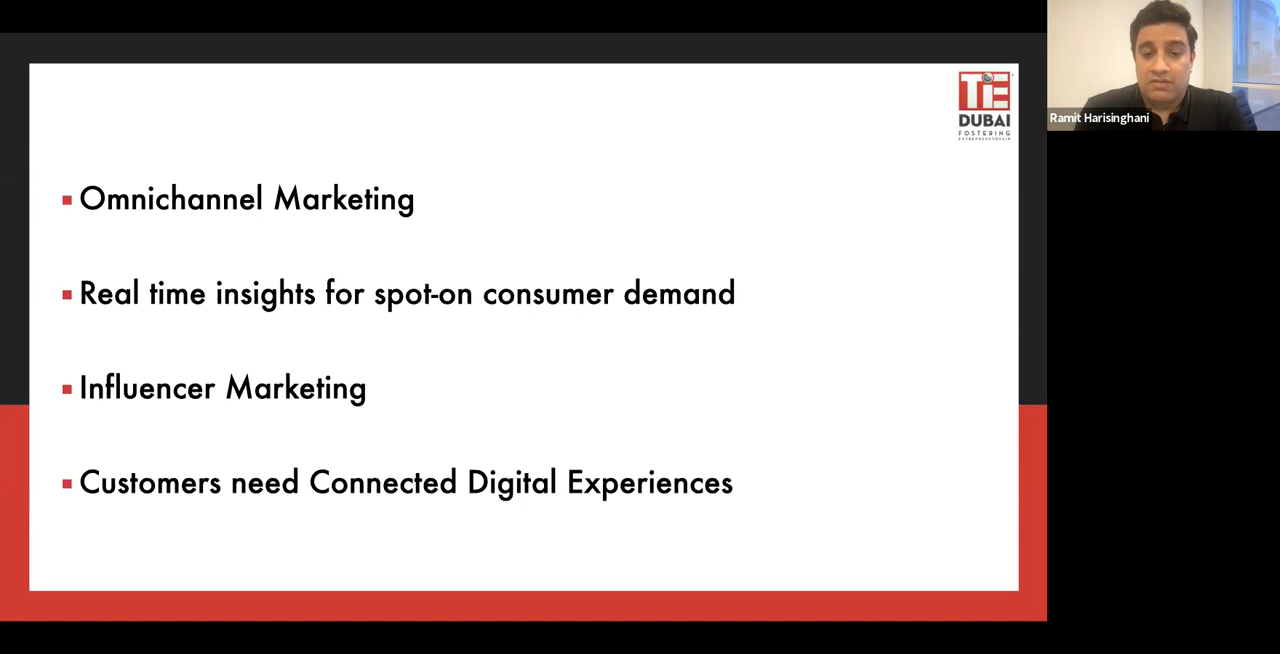 TiE
DUBAI
FOSTERING
ENTREPRENEURSHIP
Omnichannel Marketing
Real time insights for spot-on consumer demand
Influencer Marketing
Customers need Connected Digital Experiences
Ramit Harisinghani